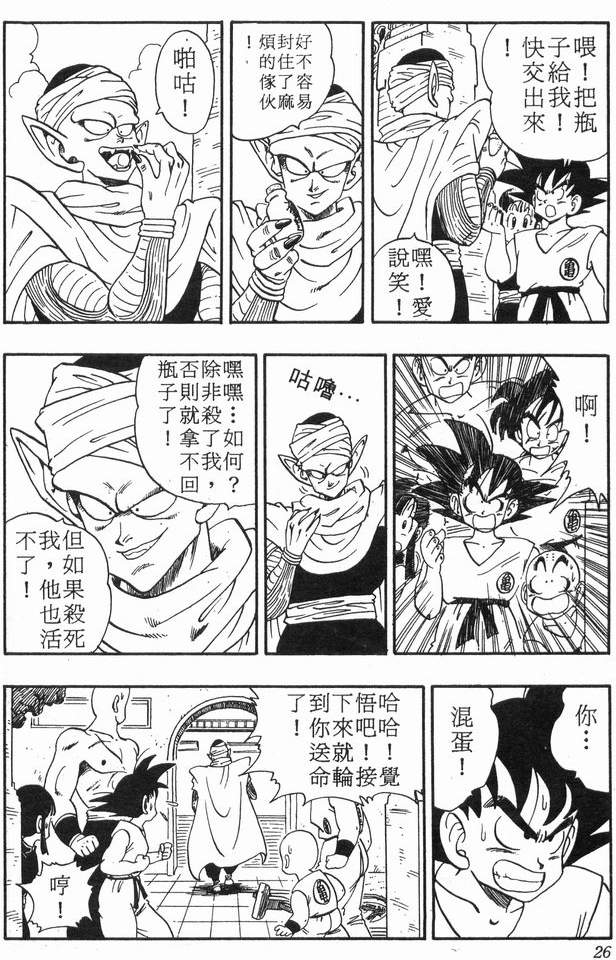 喂！把瓶
子給我！
快交出來
！
嘿！愛
說笑！
亀
好不容易
封住了麻
煩的傢伙
！
啪咕！
啊！
亀
咕嚕…
嘿嘿…如何？
除非殺了我，
否則就拿不回
瓶子了！
但如果殺死
我，他也活
不了！
你…
混蛋！
哈哈！覺
悟吧！接
下來就輪
到你送命
了！
亀
亀
哼！
26